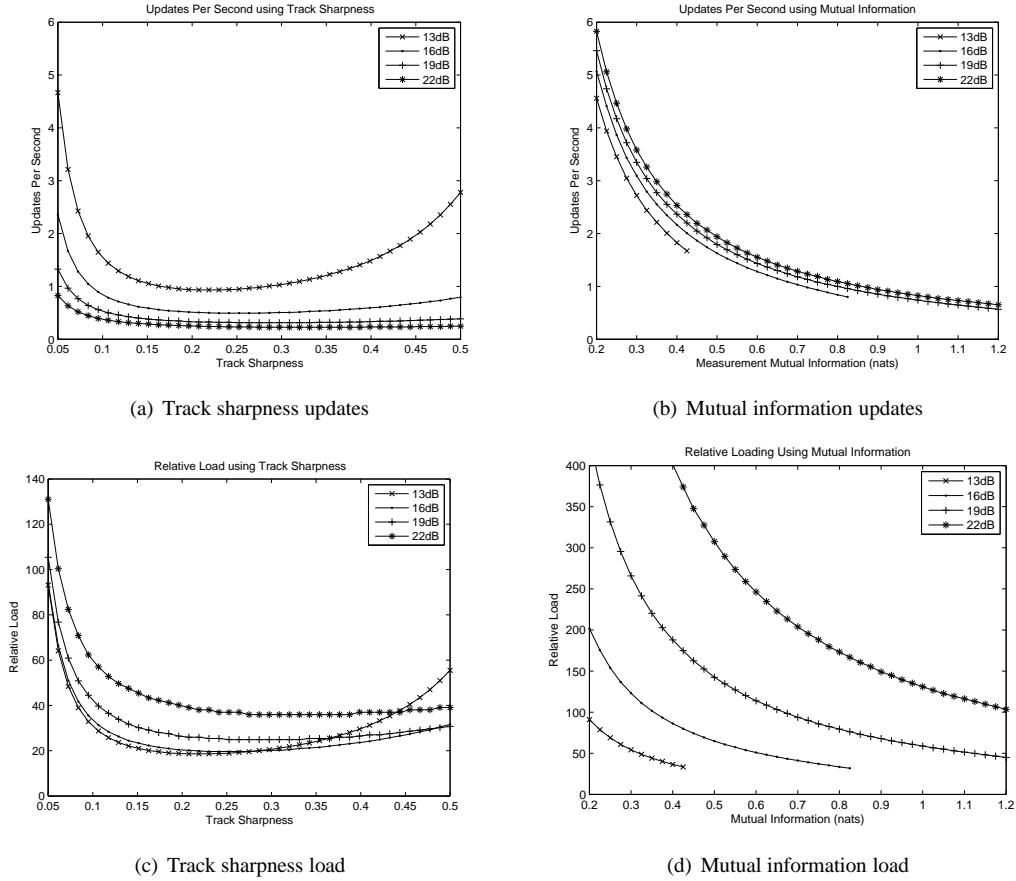 Updates Per Second using Track Sharpness
6
5
4
3
2
1
0
Updates Per Second
0.05 0.1 0.15 0.2 0.25 0.3 0.35 0.4 0.45 0.5
Track Sharpness
13dB
16dB
19dB
22dB
(a) Track sharpness updates
Updates Per Second using Mutual Information
6
5
4
3
2
1
0
Updates Per Second
0.2 0.3 0.4 0.5 0.6 0.7 0.8 0.9 1 1.1 1.2
Measurement Mutual Information (nats)
13dB
16dB
19dB
22dB
(b) Mutual information updates
Relative Load using Track Sharpness
140
120
100
80
60
40
20
0
Relative Load
0.05 0.1 0.15 0.2 0.25 0.3 0.35 0.4 0.45 0.5
Track Sharpness
13dB
16dB
19dB
22dB
(c) Track sharpness load
Relative Loading Using Mutual Information
400
350
300
250
200
150
100
50
0
Relative Load
0.2 0.3 0.4 0.5 0.6 0.7 0.8 0.9 1 1.1 1.2
Mutual Information (nats)
13dB
16dB
19dB
22dB
(d) Mutual information load